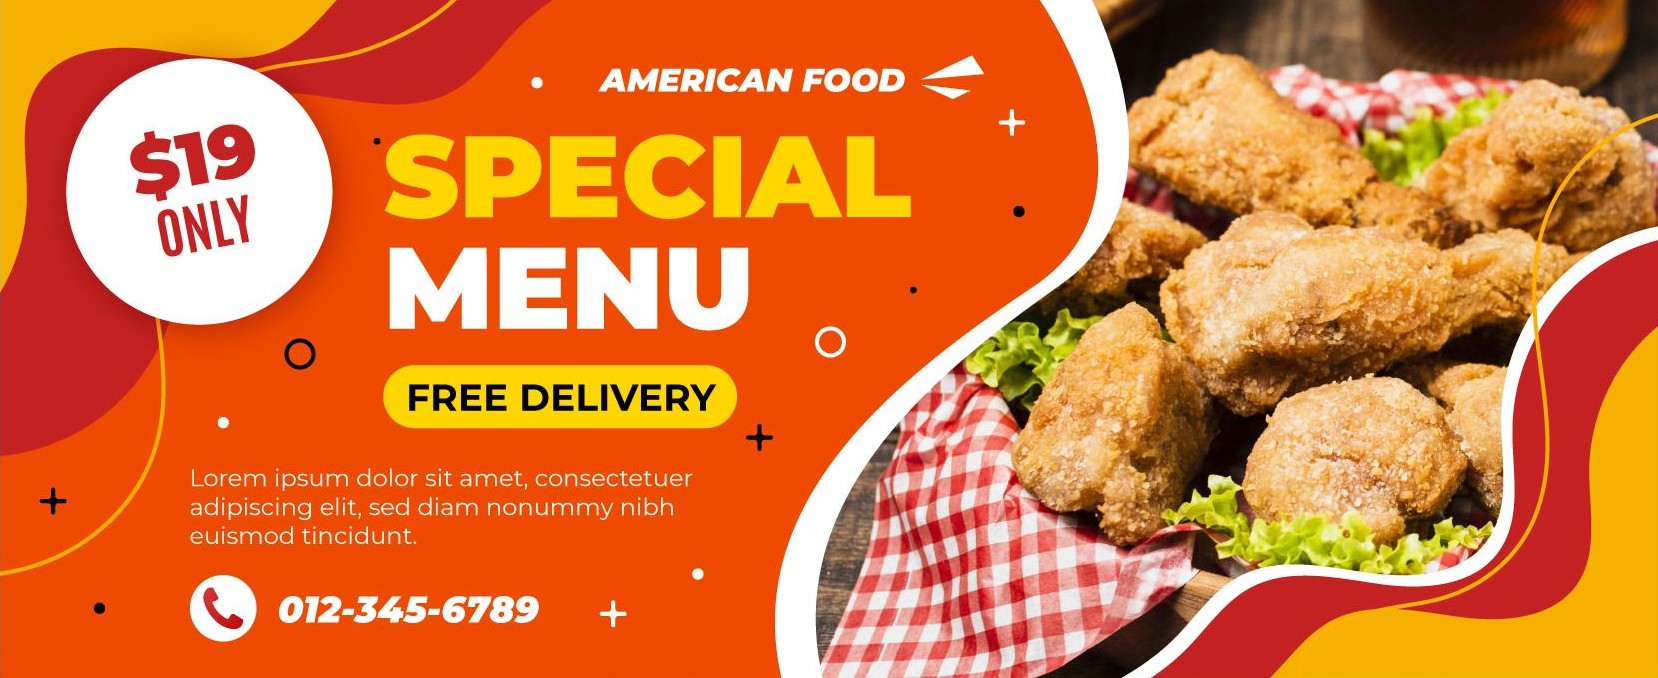 $19
ONLY
AMERICAN FOOD
SPECIAL
MENU
FREE DELIVERY
Lorem ipsum dolor sit amet, consectetuer
adipiscing elit, sed diam nonummy nibh
euismod tincidunt.
012-345-6789